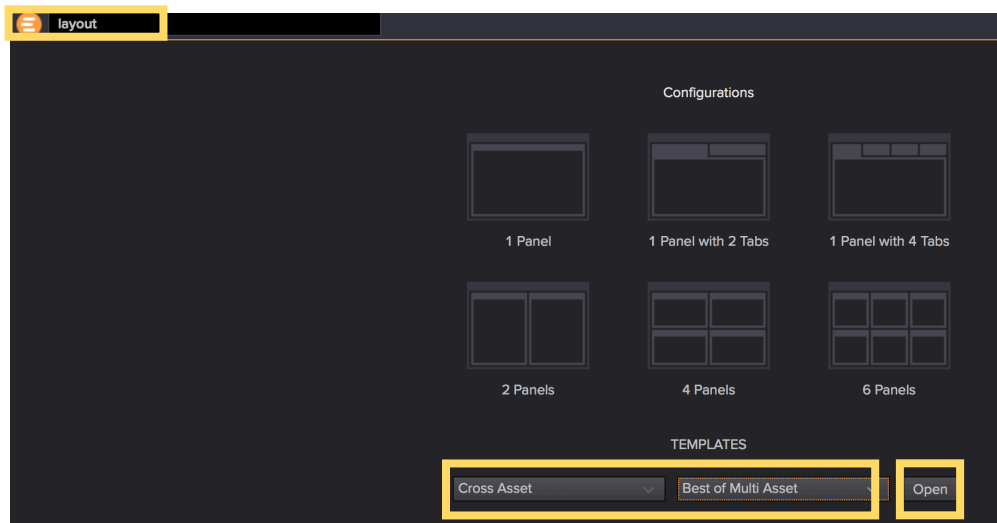 layout
Configurations
1 Panel
1 Panel with 2 Tabs
1 Panel with 4 Tabs
2 Panels
4 Panels
6 Panels
TEMPLATES
Cross Asset
Best of Multi Asset
Open